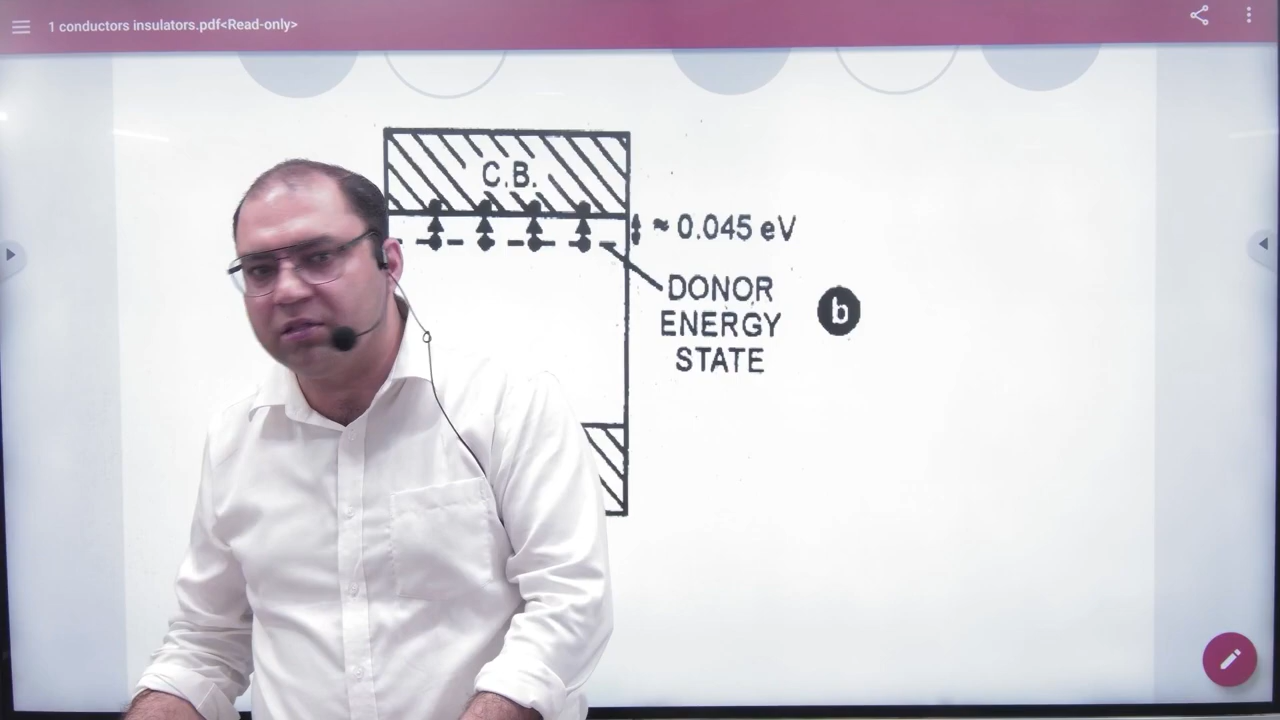 1 conductors insulators.pdf<Read-only>
C.B.
≈ 0.045 eV
DONOR
ENERGY
STATE
b